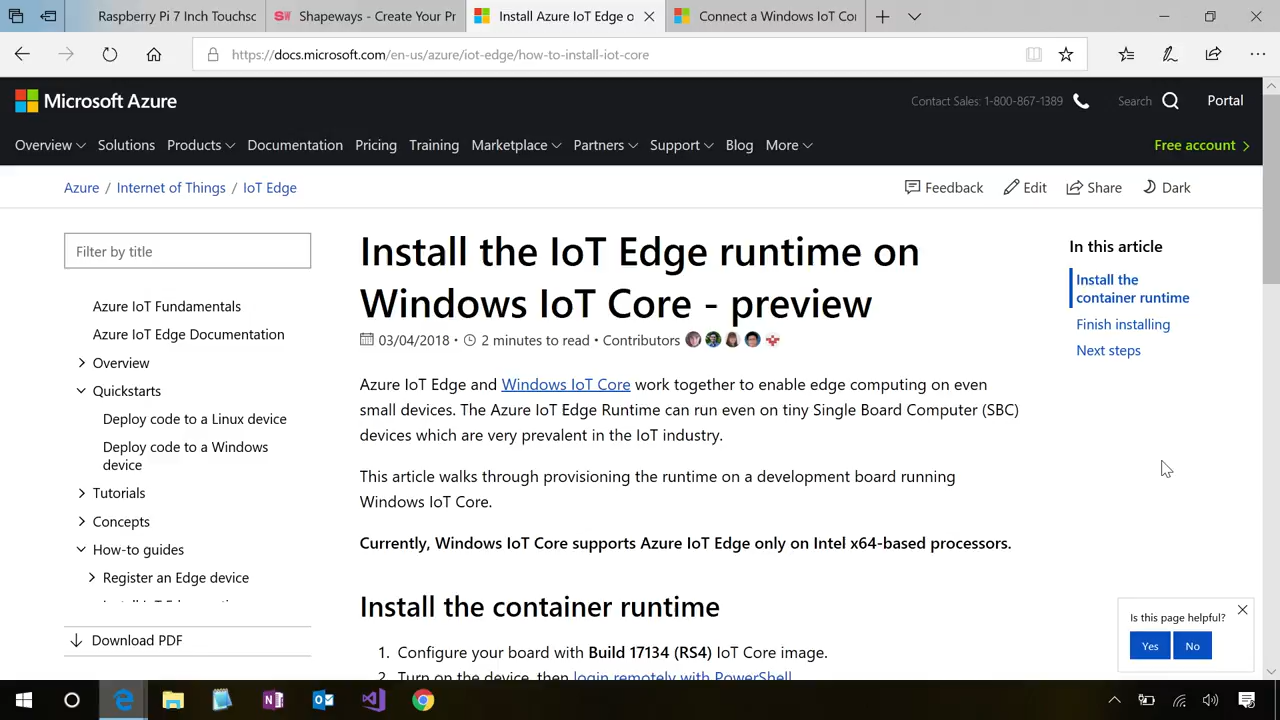 Raspberry Pi 7 Inch Touchsc
Shapeways - Create Your Pr
Install Azure IoT Edge o
Connect a Windows IoT Cor
https://docs.microsoft.com/en-us/azure/iot-edge/how-to-install-iot-core
Microsoft Azure
Contact Sales: 1-800-867-1389
Search
Portal
Overview
Solutions
Products
Documentation
Pricing
Training
Marketplace
Partners
Support
Blog
More
Free account
Azure / Internet of Things / IoT Edge
Feedback
Edit
Share
Dark
Filter by title
Azure IoT Fundamentals
Azure IoT Edge Documentation
Overview
Quickstarts
Deploy code to a Linux device
Deploy code to a Windows
device
Tutorials
Concepts
How-to guides
Register an Edge device
Download PDF
Install the IoT Edge runtime on
Windows IoT Core - preview
03/04/2018 • 2 minutes to read • Contributors
Azure IoT Edge and Windows IoT Core work together to enable edge computing on even
small devices. The Azure IoT Edge Runtime can run even on tiny Single Board Computer (SBC)
devices which are very prevalent in the IoT industry.
This article walks through provisioning the runtime on a development board running
Windows IoT Core.
Currently, Windows IoT Core supports Azure IoT Edge only on Intel x64-based processors.
Install the container runtime
1. Configure your board with Build 17134 (RS4) IoT Core image.
2. Turn on the device, then login remotely with PowerShell
In this article
Install the
container runtime
Finish installing
Next steps
Is this page helpful?
Yes
No